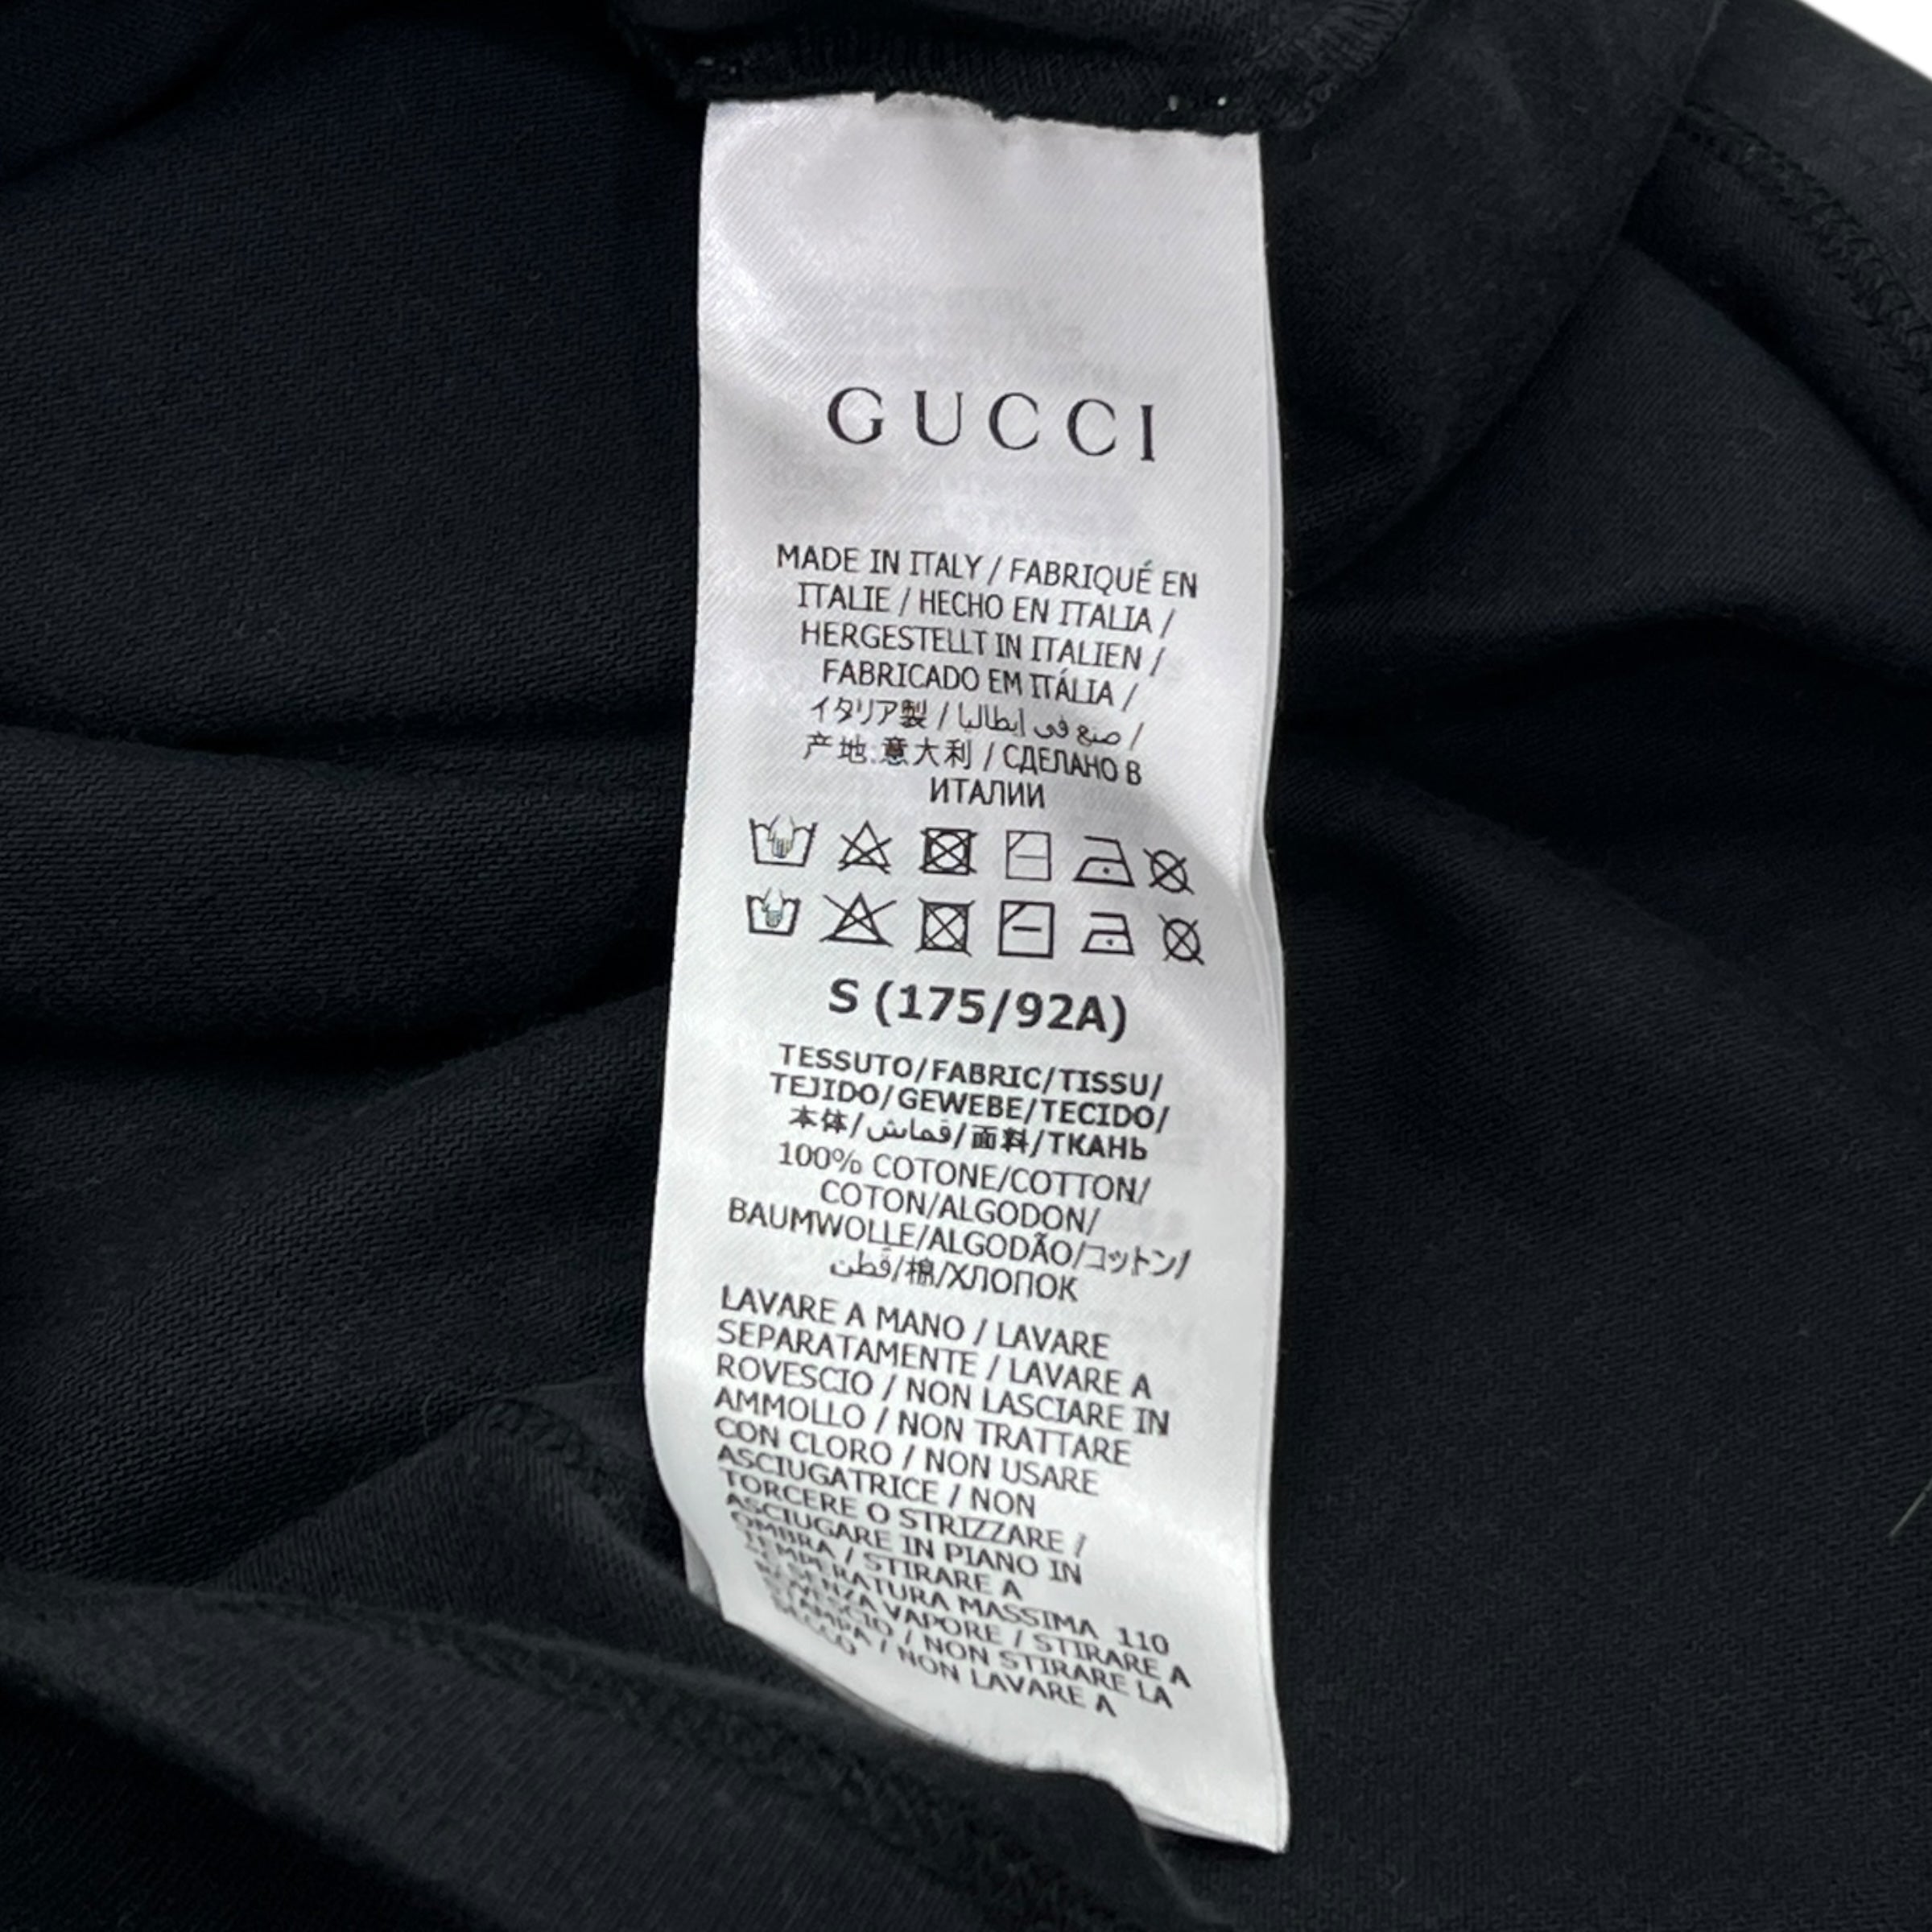 GUCCI
MADE IN ITALY / FABRIQUÉ EN
ITALIE / HECHO EN ITALIA /
HERGESTELLT IN ITALIEN /
FABRICADO EM ITÁLIA /
イタリア製 / صنع في إيطاليا /
产地.意大利 / СДЕЛАНО В
ИТАЛИИ
S (175/92A)
TESSUTO/FABRIC/TISSU/
TEJIDO/GEWEBE/TECIDO/
本体/قماش/面料/ТКАНЬ
100% COTONE/COTTON/
COTON/ALGODON/
BAUMWOLLE/ALGODÃO/コットン/
قطن/棉/ХЛОПОК
LAVARE A MANO / LAVARE
SEPARATAMENTE / LAVARE A
ROVESCIO / NON LASCIARE IN
AMMOLLO / NON TRATTARE
CON CLORO / NON USARE
ASCIUGATRICE / NON
TORCERE O STRIZZARE /
ASCIUGARE IN PIANO IN
OMBRA / STIRARE A
TEMPERATURA MASSIMA 110
SENZA VAPORE / STIRARE A
ROVESCIO / NON STIRARE LA
STAMPA / NON LAVARE A
SECCO